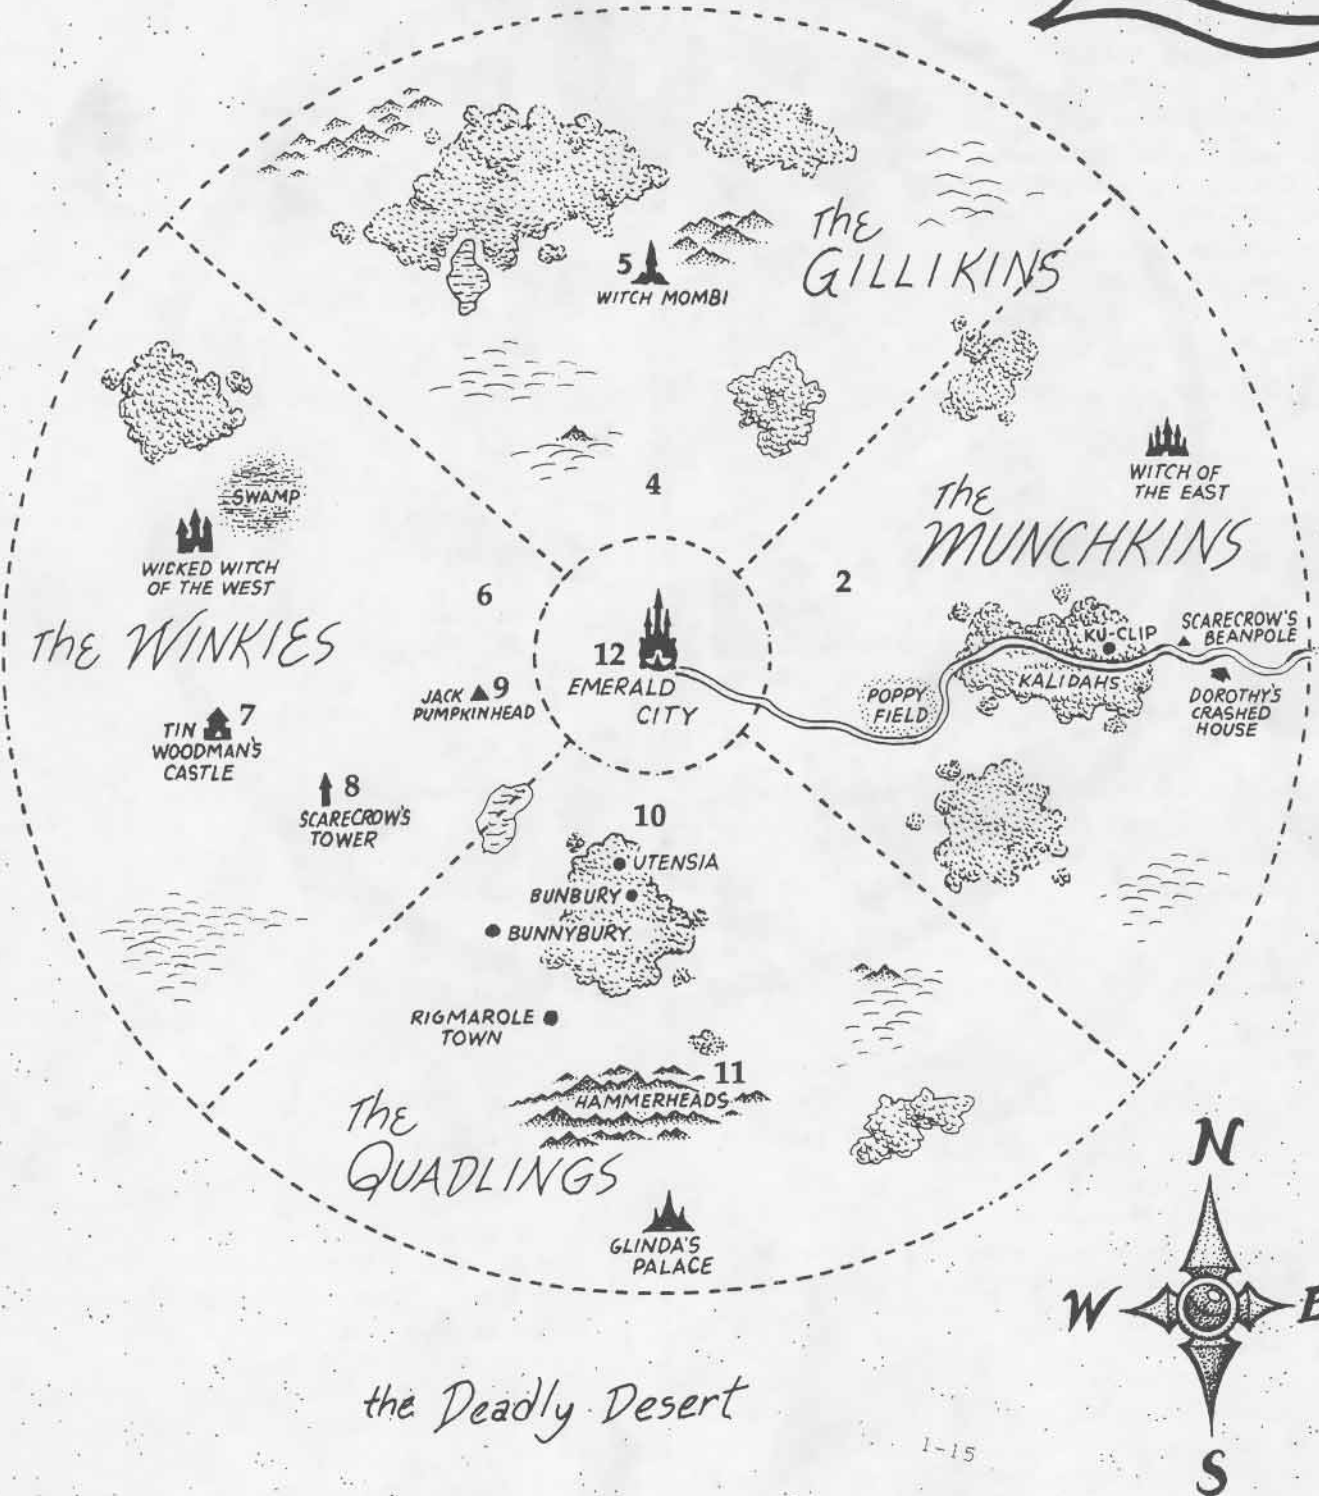 The
GILLIKINS
5
WITCH MOMBI
4
WITCH OF
THE EAST
The
MUNCHKINS
SWAMP
WICKED WITCH
OF THE WEST
The WINKIES
6
2
12
EMERALD
CITY
JACK 9
PUMPKINHEAD
TIN 7
WOODMAN'S
CASTLE
8
SCARECROW'S
TOWER
POPPY
FIELD
KU-CLIP
KALIDAHS
SCARECROW'S
BEANPOLE
DOROTHY'S
CRASHED
HOUSE
10
UTENSIA
BUNBURY
BUNNYBURY
RIGMAROLE
TOWN
11
HAMMERHEADS
The
QUADLINGS
GLINDA'S
PALACE
the Deadly Desert
N
W
E
S
1-15